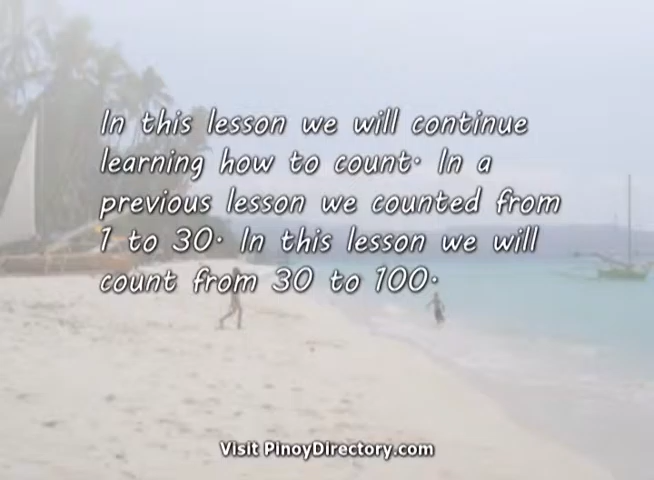 In this lesson we will continue
learning how to count. In a
previous lesson we counted from
1 to 30. In this lesson we will
count from 30 to 100.
Visit PinoyDirectory.com